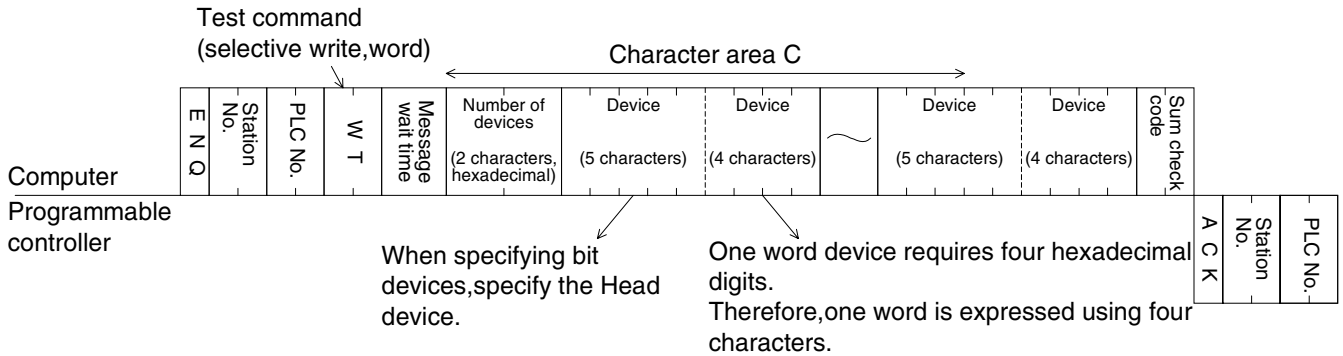 Test command
(selective write,word)
Character area C
E N Q
Station
No.
PLC No.
W T
Message
wait time
Number of
devices
(2 characters,
hexadecimal)
Device
(5 characters)
Device
(4 characters)
Device
(5 characters)
Device
(4 characters)
Sum check
code
Computer
Programmable
controller
When specifying bit
devices,specify the Head
device.
One word device requires four hexadecimal
digits.
Therefore,one word is expressed using four
characters.
A C K
Station
No.
PLC No.